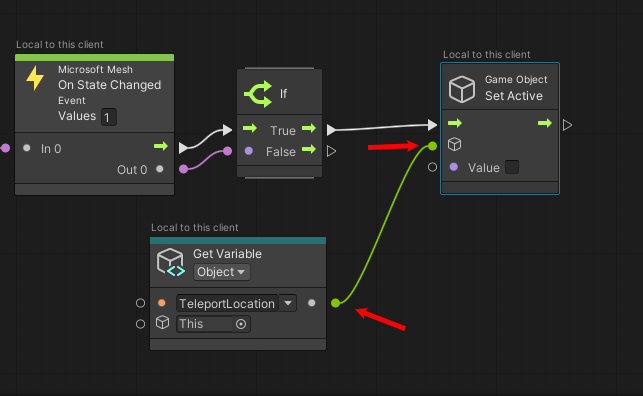 Local to this client
Microsoft Mesh
On State Changed
Event
Values 1
In 0
Out 0
If
True
False
Local to this client
Game Object
Set Active
Value
Local to this client
Get Variable
Object
TeleportLocation
This